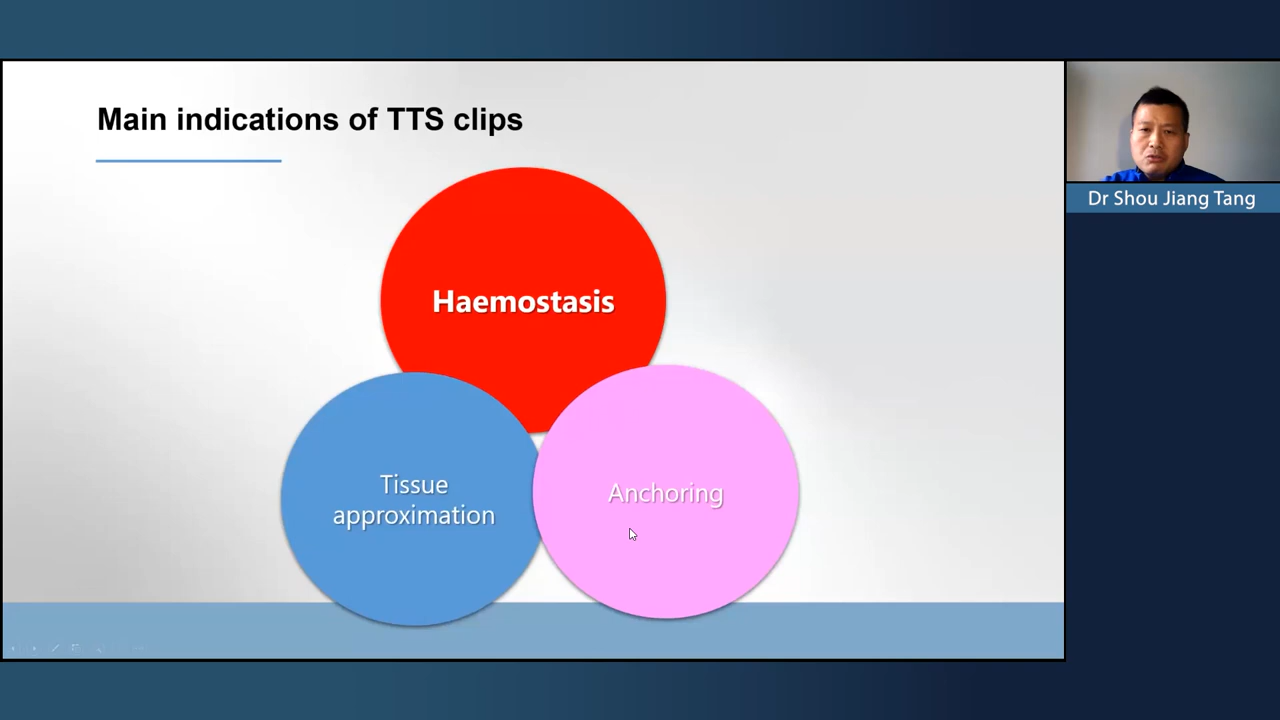 Main indications of TTS clips
Dr Shou Jiang Tang
Haemostasis
Tissue
approximation
Anchoring